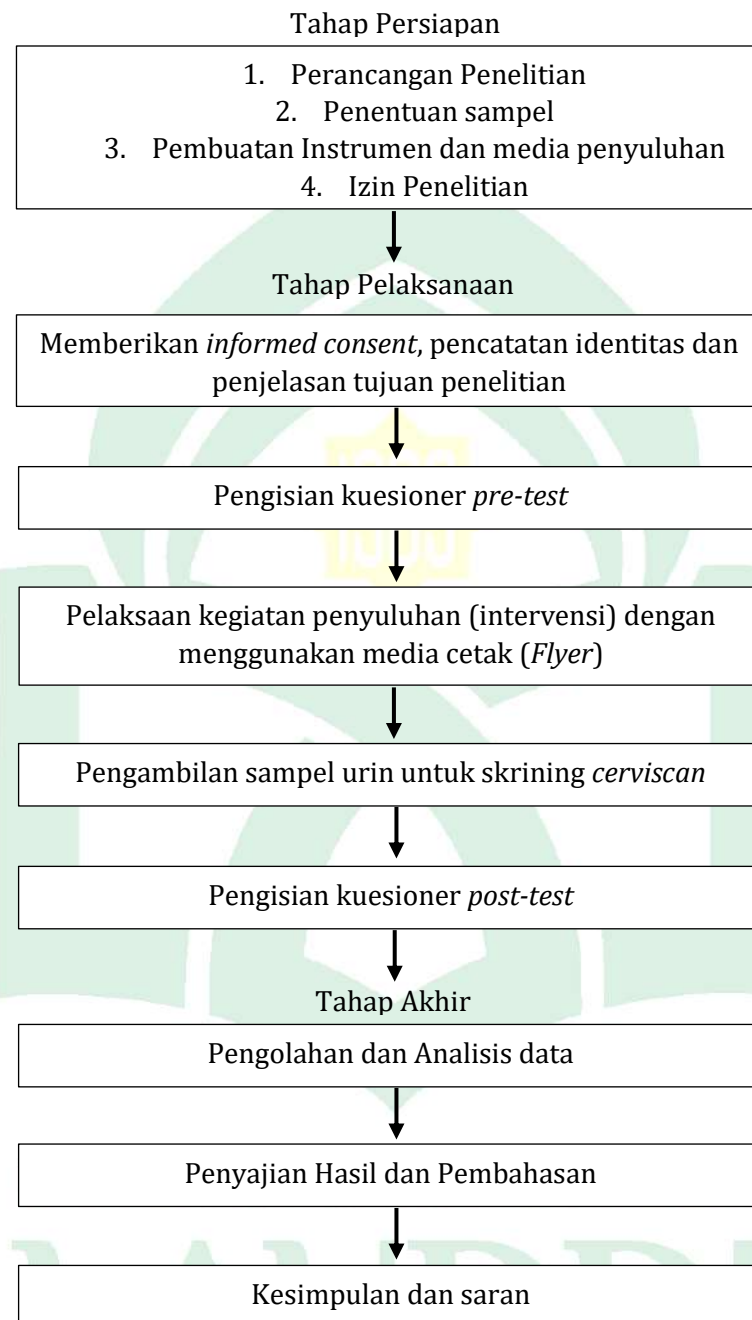 Tahap Persiapan
1. Perancangan Penelitian
2. Penentuan sampel
3. Pembuatan Instrumen dan media penyuluhan
4. Izin Penelitian
Tahap Pelaksanaan
Memberikan informed consent, pencatatan identitas dan
penjelasan tujuan penelitian
Pengisian kuesioner pre-test
Pelaksaan kegiatan penyuluhan (intervensi) dengan
menggunakan media cetak (Flyer)
Pengambilan sampel urin untuk skrining cerviscan
Pengisian kuesioner post-test
Tahap Akhir
Pengolahan dan Analisis data
Penyajian Hasil dan Pembahasan
Kesimpulan dan saran